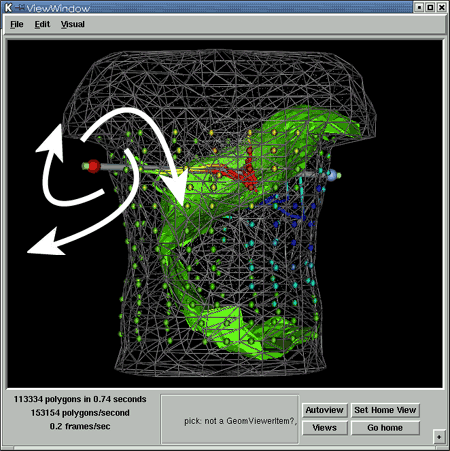 ViewWindow
File Edit Visual
113334 polygons in 0.74 seconds
153154 polygons/second
0.2 frames/sec
pick: not a GeomViewerItem?,
Autoview Set Home View
Views Go home